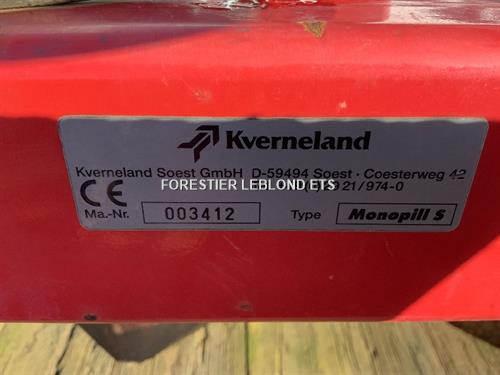 Kverneland
Kverneland Soest GmbH D-59494 Soest · Coesterweg 42
FORESTIER LEBLOND ETS
21/974-0
CE
Ma.-Nr. 003412 Type Monopill S